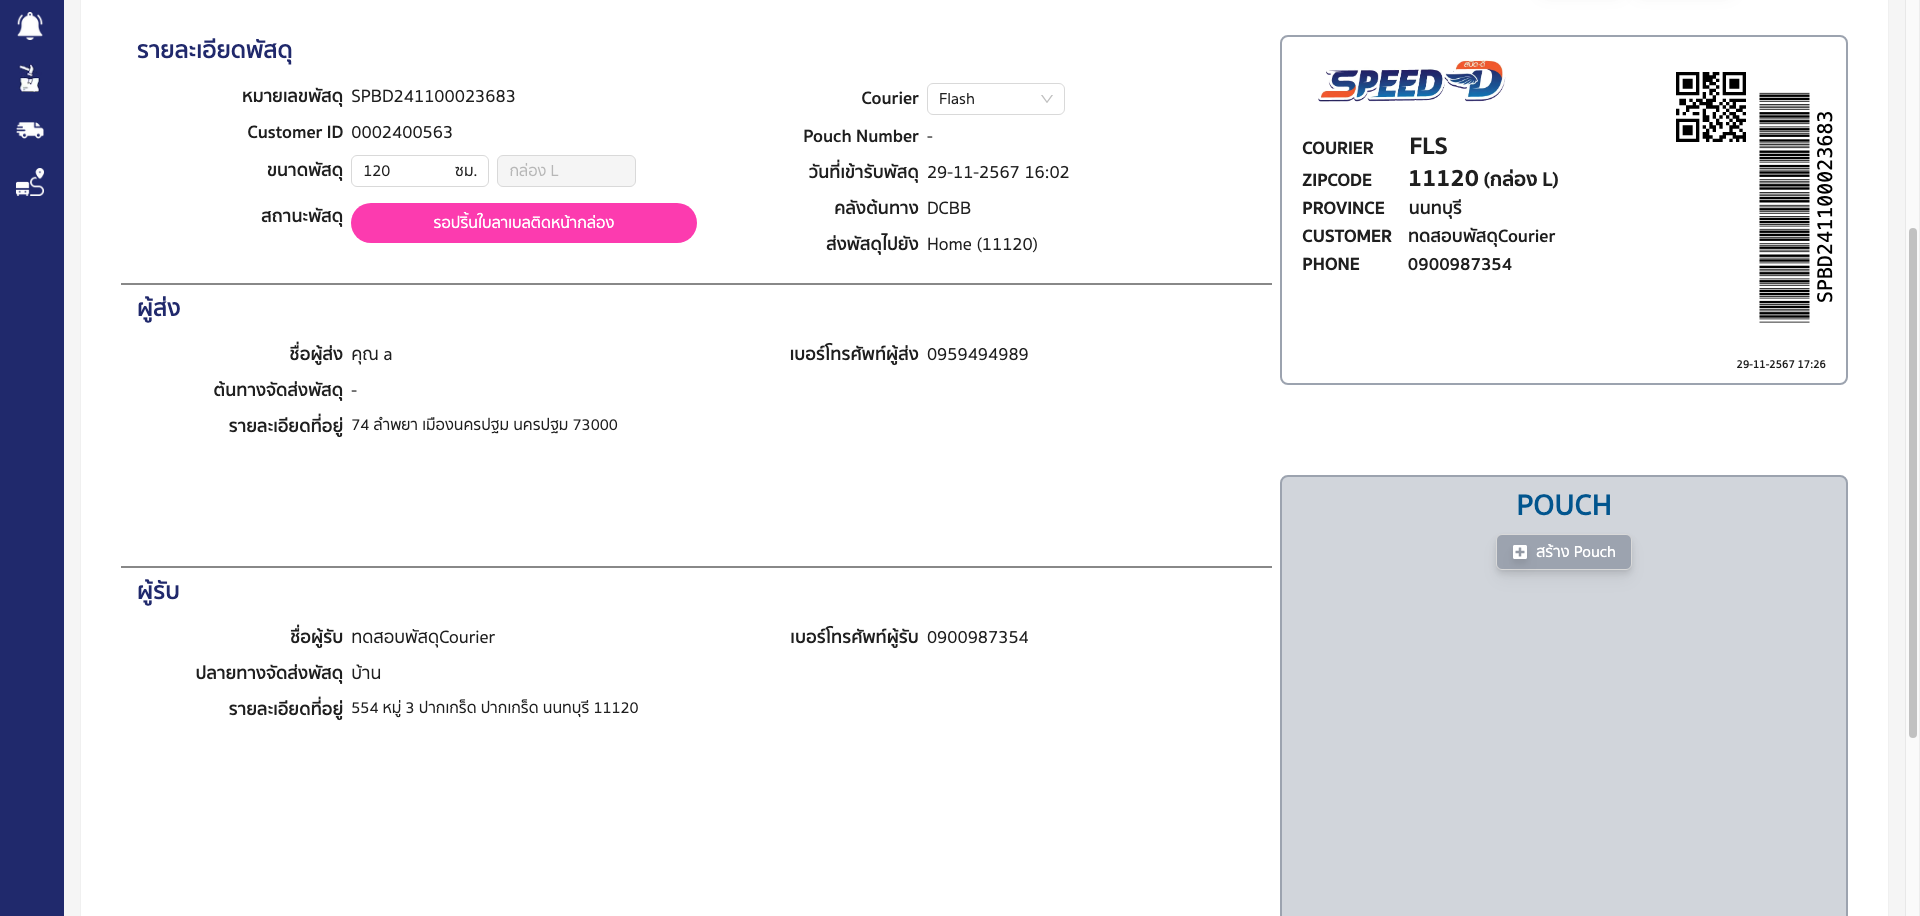 รายละเอียดพัสดุ
หมายเลขพัสดุ SPBD241100023683
Customer ID 0002400563
ขนาดพัสดุ 120 ซม. กล่อง L
สถานะพัสดุ รอปริ้นใบลาเบลติดหน้ากล่อง
Courier Flash
Pouch Number -
วันที่เข้ารับพัสดุ 29-11-2567 16:02
คลังต้นทาง DCBB
ส่งพัสดุไปยัง Home (11120)
ผู้ส่ง
ชื่อผู้ส่ง คุณ a
เบอร์โทรศัพท์ผู้ส่ง 0959494989
ต้นทางจัดส่งพัสดุ -
รายละเอียดที่อยู่ 74 ลำพยา เมืองนครปฐม นครปฐม 73000
ผู้รับ
ชื่อผู้รับ ทดสอบพัสดุCourier
เบอร์โทรศัพท์ผู้รับ 0900987354
ปลายทางจัดส่งพัสดุ บ้าน
รายละเอียดที่อยู่ 554 หมู่ 3 ปากเกร็ด ปากเกร็ด นนทบุรี 11120
SPEED-D
สปีด-ดี
COURIER FLS
ZIPCODE 11120 (กล่อง L)
PROVINCE นนทบุรี
CUSTOMER ทดสอบพัสดุCourier
PHONE 0900987354
SPBD241100023683
29-11-2567 17:26
POUCH
สร้าง Pouch